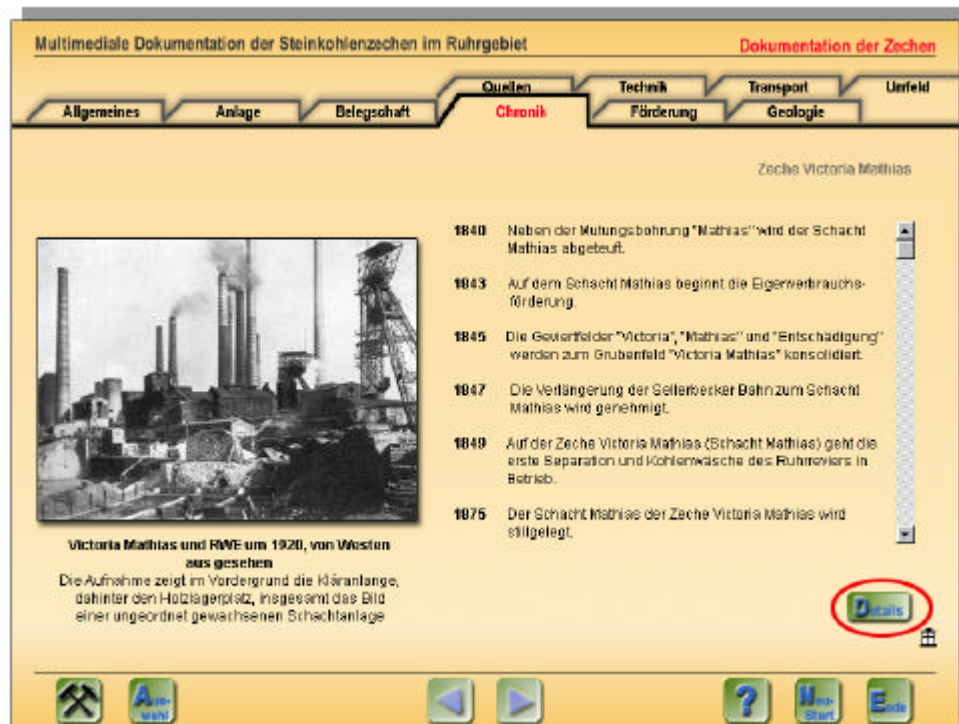 Multimediale Dokumentation der Steinkohlenzechen im Ruhrgebiet
Dokumentation der Zechen
Quellen Technik Transport Umfeld
Allgemeines Anlage Belegschaft Chronik Förderung Geologie
Zeche Victoria Mathias
1840 Neben der Mutungsbohrung "Mathias" wird der Schacht
Mathias abgeteuft.
1843 Auf dem Schacht Mathias beginnt die Eigenverbrauchs-
förderung.
1845 Die Geviertfelder "Victoria", "Mathias" und "Entschädigung"
werden zum Grubenfeld "Victoria Mathias" konsolidiert.
1847 Die Verlängerung der Sellerbecker Bahn zum Schacht
Mathias wird genehmigt.
1849 Auf der Zeche Victoria Mathias (Schacht Mathias) geht die
erste Separation und Kohlenwäsche des Ruhrreviers in
Betrieb.
1875 Der Schacht Mathias der Zeche Victoria Mathias wird
stillgelegt.
Victoria Mathias und RWE um 1920, von Westen
aus gesehen
Die Aufnahme zeigt im Vordergrund die Kläranlange,
dahinter den Holzlagerplatz, insgesamt das Bild
einer ungeordnet gewachsenen Schachtanlage
Details
Aus-
wahl
?
Neu-
Start
Ende